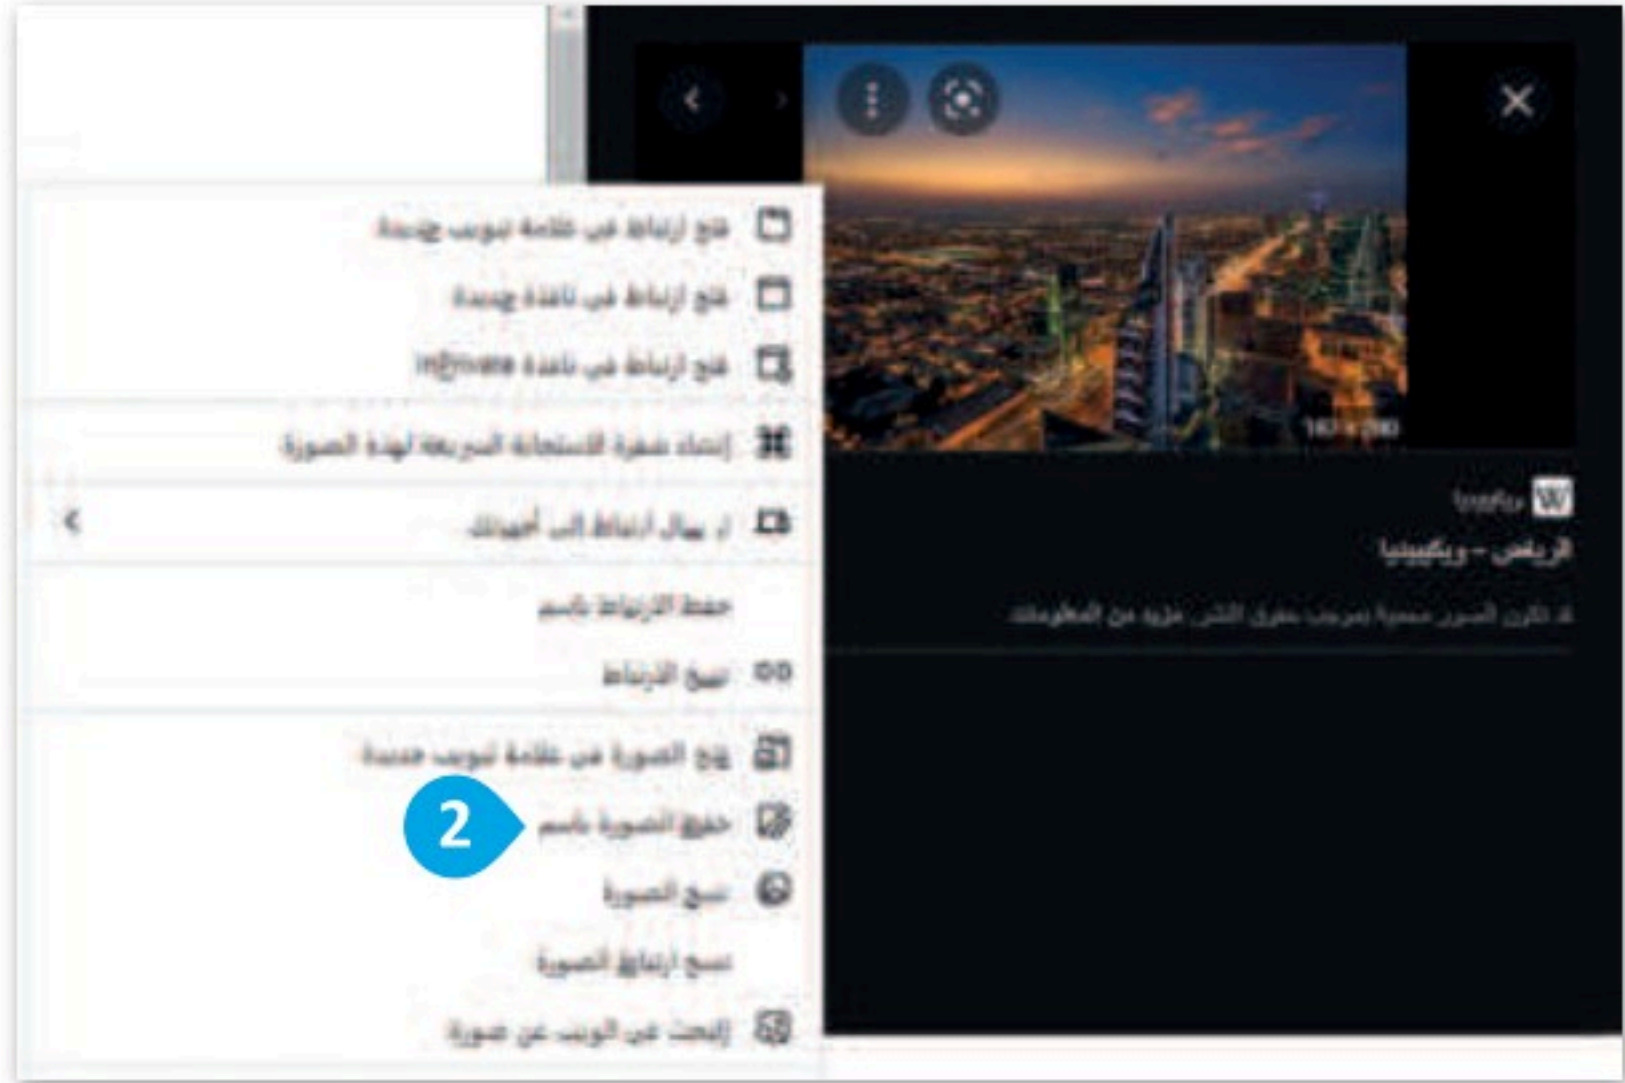 فتح ارتباط في علامة تبويب جديدة
فتح ارتباط في نافذة جديدة
فتح ارتباط في نافذة InPrivate
إنشاء شفرة الاستجابة السريعة لهذه الصورة
إرسال ارتباط إلى أجهزتك
حفظ الارتباط باسم
نسخ الارتباط
فتح الصورة في علامة تبويب جديدة
2
حفظ الصورة باسم
نسخ الصورة
نسخ ارتباط الصورة
البحث في الويب عن صورة
W ويكيبيديا
الرياض – ويكيبيديا
قد تكون الصور محمية بموجب حقوق النشر. مزيد من المعلومات